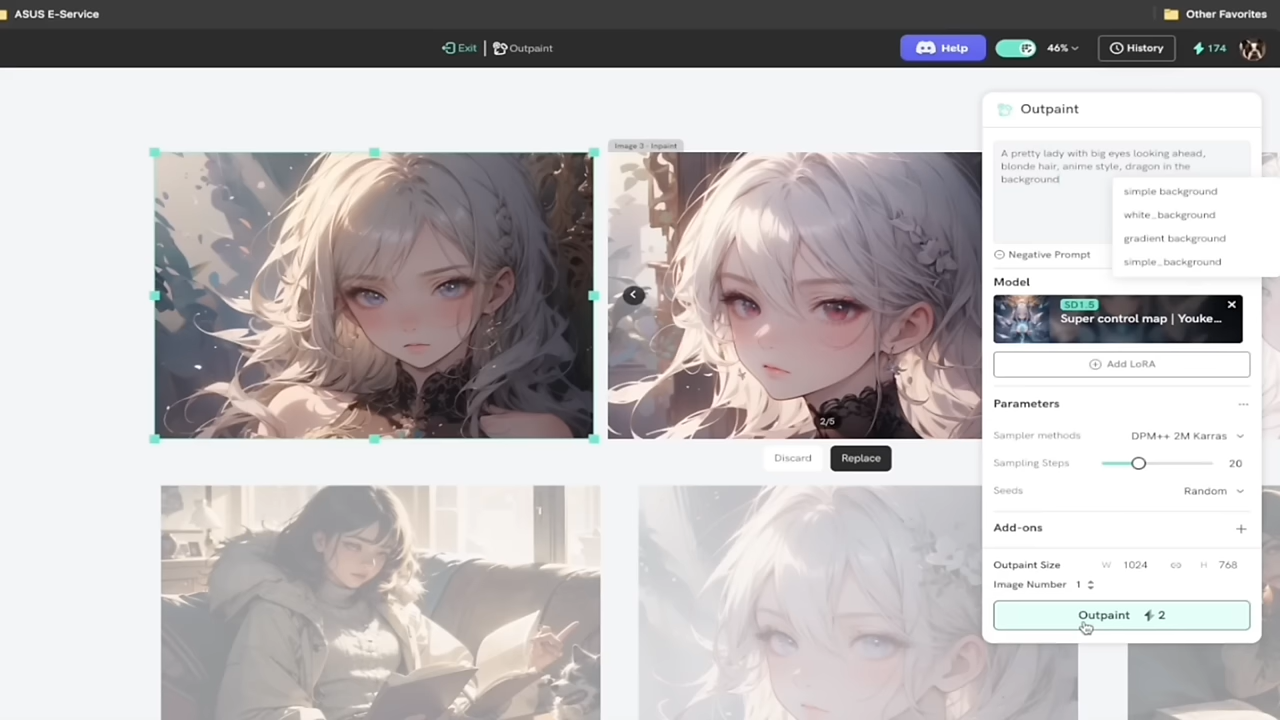 ASUS E-Service
Other Favorites
Exit
Outpaint
Help
46%
History
174
Outpaint
Image 3 - Inpaint
A pretty lady with big eyes looking ahead,
blonde hair, anime style, dragon in the
background
simple background
white_background
gradient background
simple_background
Negative Prompt
Model
SD1.5
Super control map | Youke...
Add LoRA
Parameters
...
Sampler methods
DPM++ 2M Karras
2/5
Discard
Replace
Sampling Steps
20
Seeds
Random
Add-ons
Outpaint Size W 1024 H 768
Image Number 1
Outpaint 2